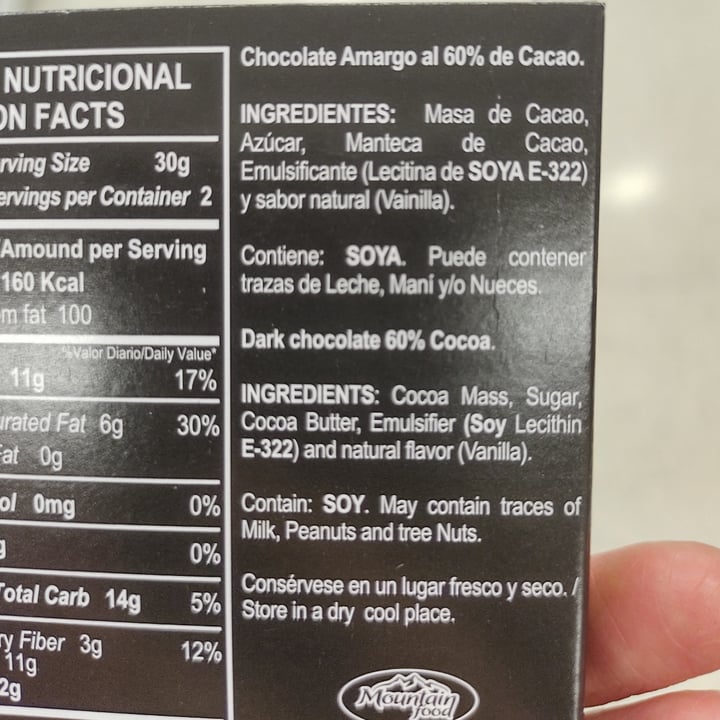 NUTRICIONAL
ON FACTS
rving Size 30g
ervings per Container 2
Amound per Serving
160 Kcal
m fat 100
%Valor Diario/Daily Value*
11g 17%
urated Fat 6g 30%
Fat 0g
ol 0mg 0%
g 0%
Total Carb 14g 5%
ry Fiber 3g 12%
11g
2g
Chocolate Amargo al 60% de Cacao.
INGREDIENTES: Masa de Cacao,
Azúcar, Manteca de Cacao,
Emulsificante (Lecitina de SOYA E-322)
y sabor natural (Vainilla).
Contiene: SOYA. Puede contener
trazas de Leche, Maní y/o Nueces.
Dark chocolate 60% Cocoa.
INGREDIENTS: Cocoa Mass, Sugar,
Cocoa Butter, Emulsifier (Soy Lecithin
E-322) and natural flavor (Vanilla).
Contain: SOY. May contain traces of
Milk, Peanuts and tree Nuts.
Consérvese en un lugar fresco y seco. /
Store in a dry cool place.
Mountain
food